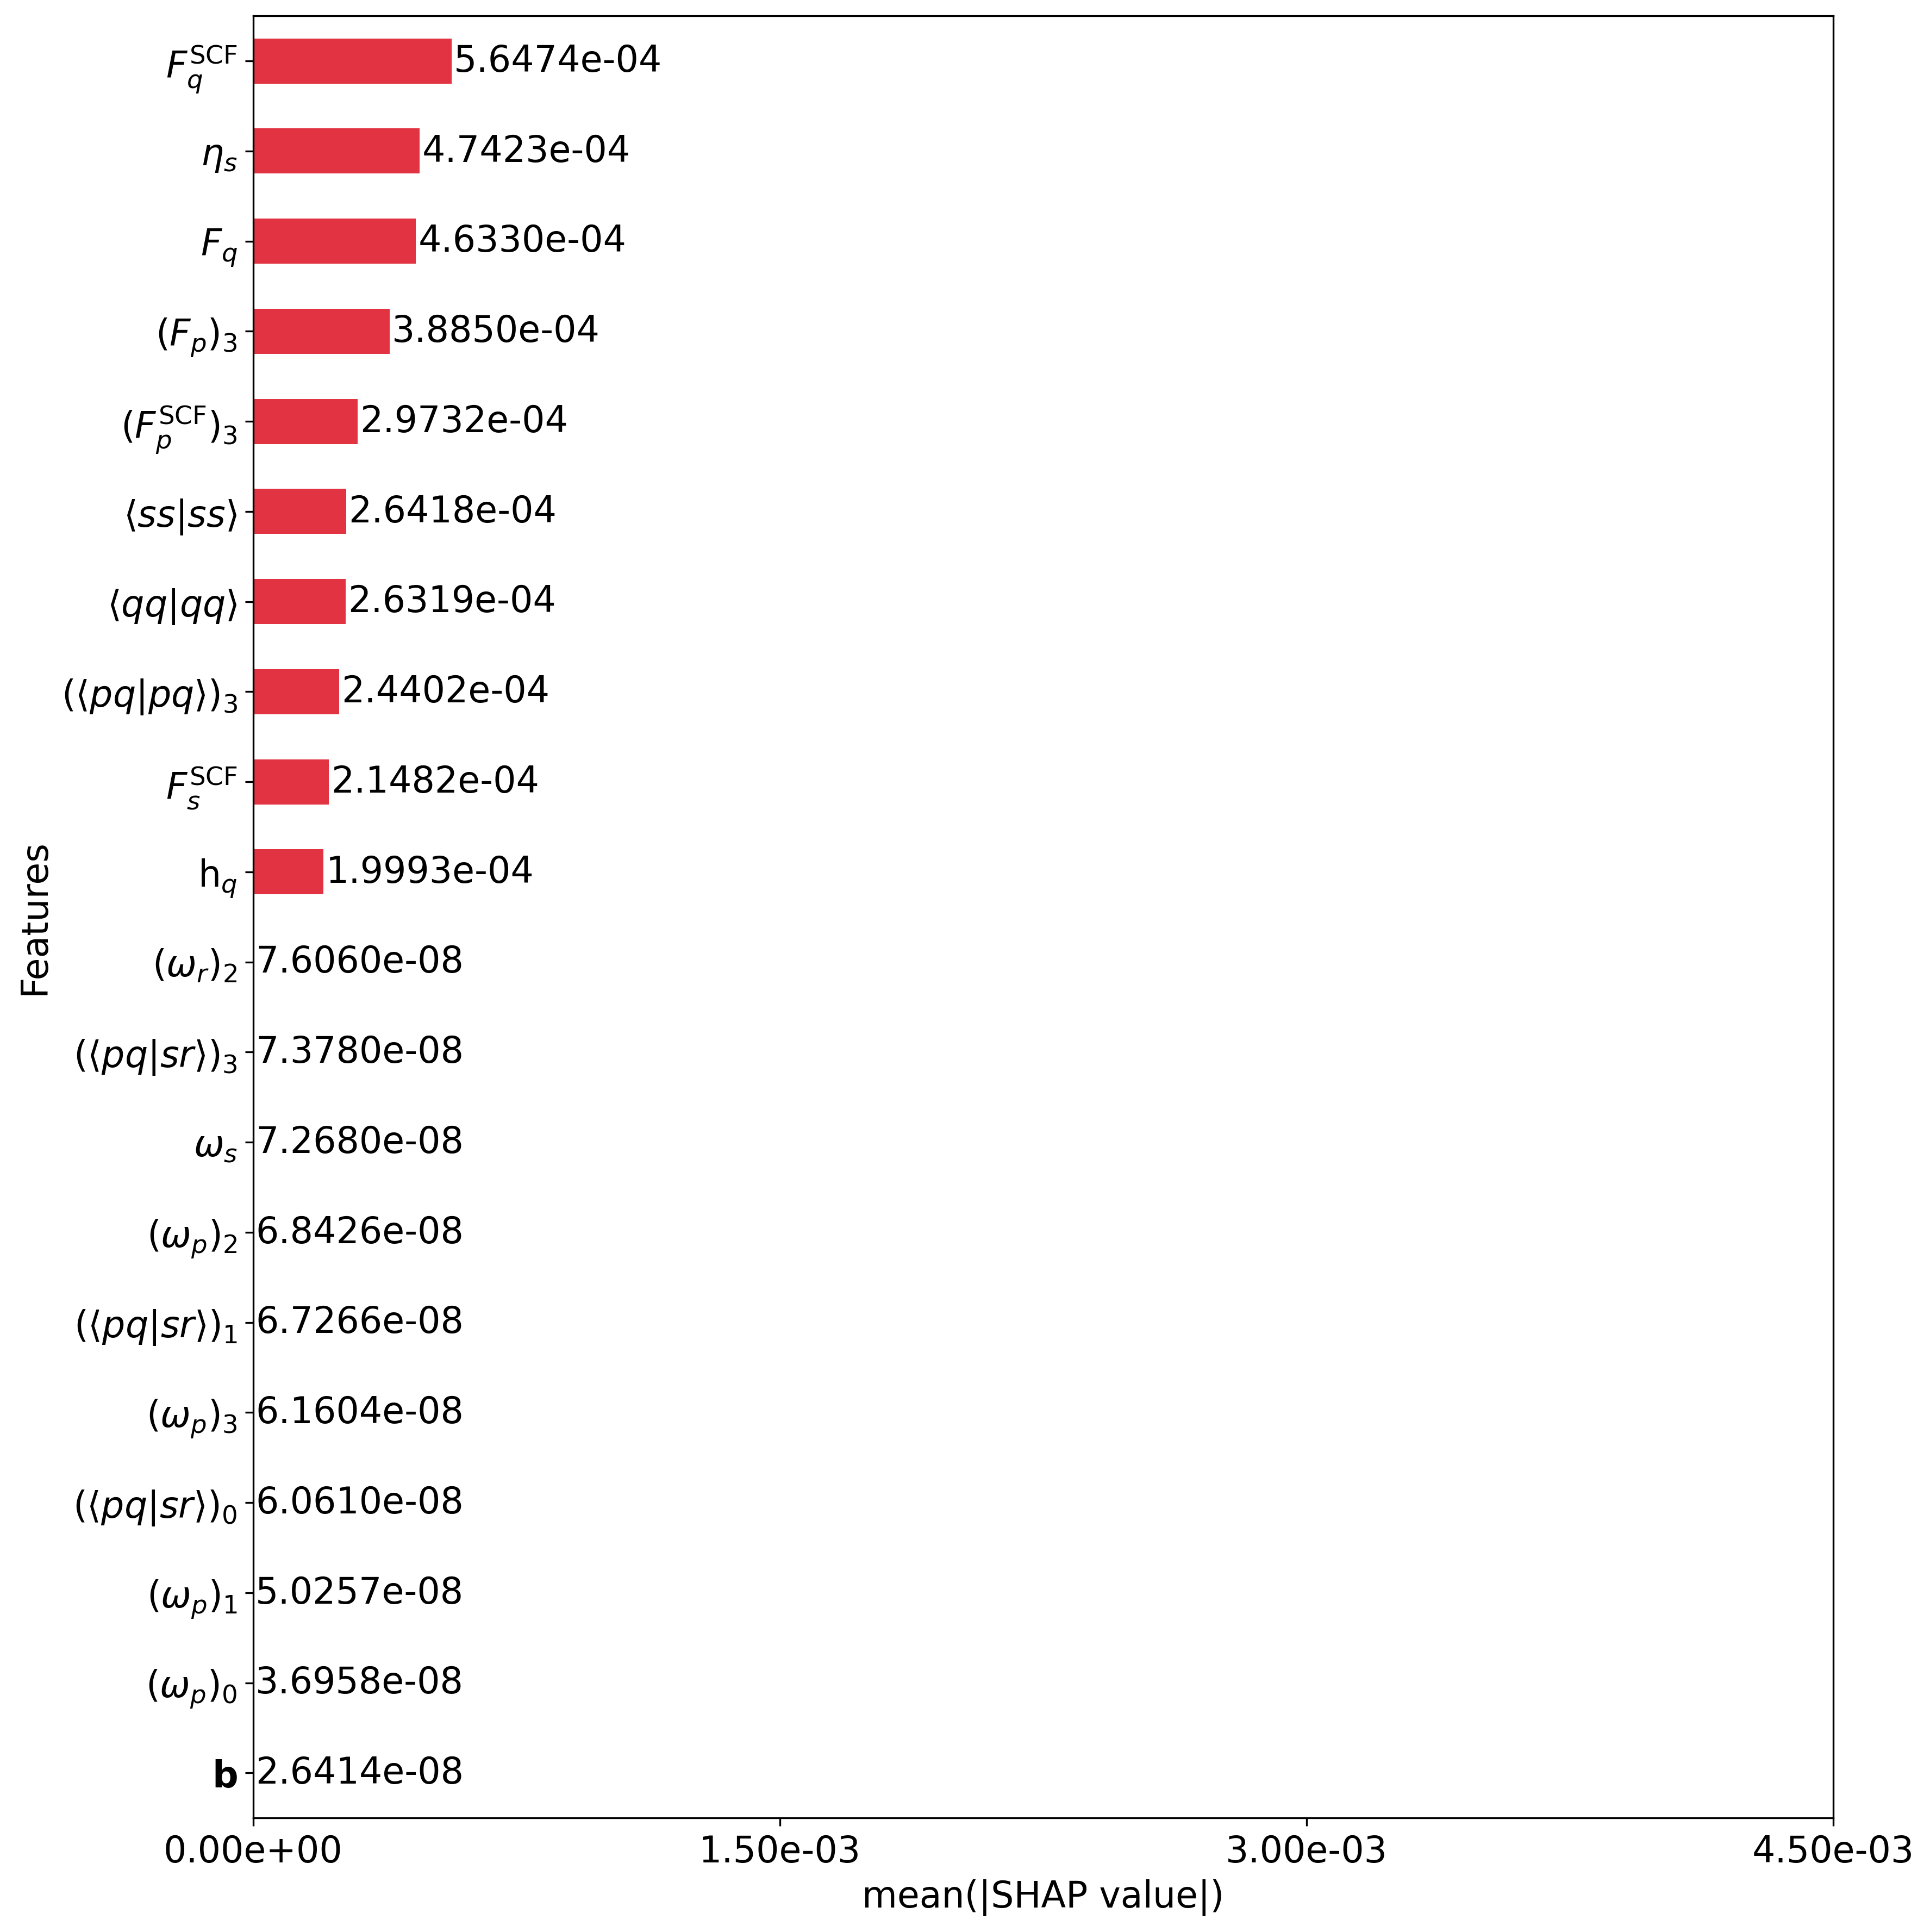 F_q^SCF 5.6474e-04
η_s 4.7423e-04
F_q 4.6330e-04
(F_p)_3 3.8850e-04
(F_p^SCF)_3 2.9732e-04
⟨ss|ss⟩ 2.6418e-04
⟨qq|qq⟩ 2.6319e-04
(⟨pq|pq⟩)_3 2.4402e-04
F_s^SCF 2.1482e-04
h_q 1.9993e-04
(ω_r)_2 7.6060e-08
(⟨pq|sr⟩)_3 7.3780e-08
ω_s 7.2680e-08
(ω_p)_2 6.8426e-08
(⟨pq|sr⟩)_1 6.7266e-08
(ω_p)_3 6.1604e-08
(⟨pq|sr⟩)_0 6.0610e-08
(ω_p)_1 5.0257e-08
(ω_p)_0 3.6958e-08
b 2.6414e-08
Features
0.00e+00 1.50e-03 3.00e-03 4.50e-03
mean(|SHAP value|)